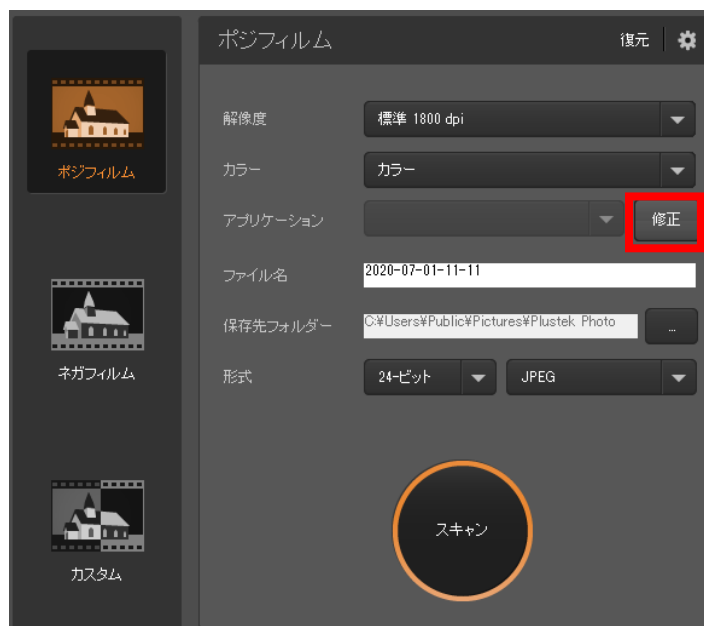 ポジフィルム
ネガフィルム
カスタム
ポジフィルム 復元
解像度 標準 1800 dpi
カラー カラー
アプリケーション 修正
ファイル名 2020-07-01-11-11
保存先フォルダー C:¥Users¥Public¥Pictures¥Plustek Photo ...
形式 24-ビット JPEG
スキャン